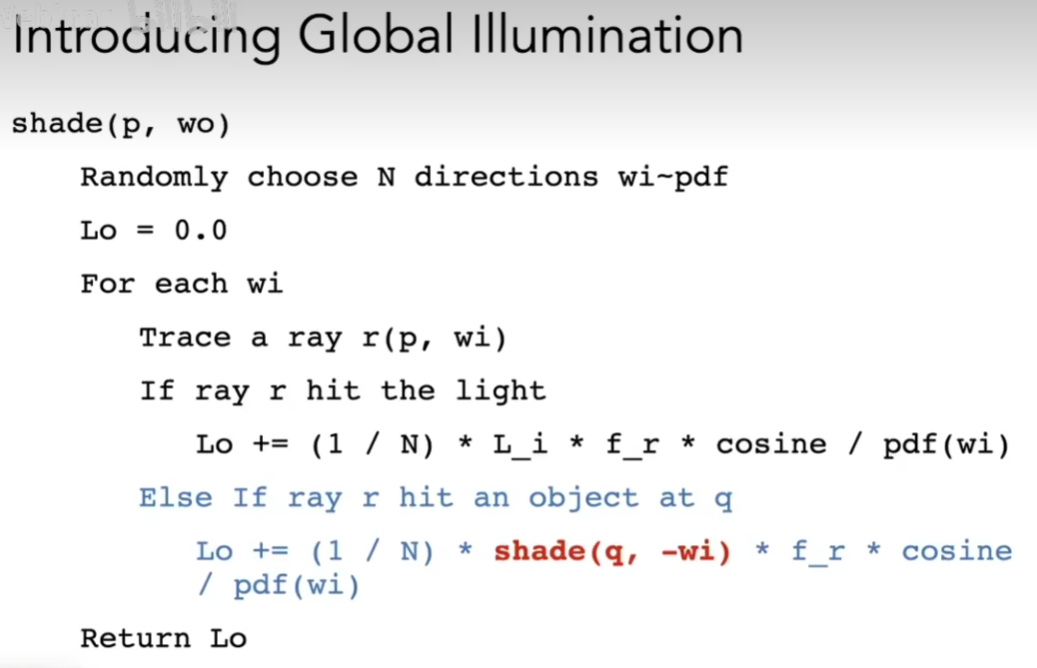 Introducing Global Illumination
shade(p, wo)
Randomly choose N directions wi~pdf
Lo = 0.0
For each wi
Trace a ray r(p, wi)
If ray r hit the light
Lo += (1 / N) * L_i * f_r * cosine / pdf(wi)
Else If ray r hit an object at q
Lo += (1 / N) * shade(q, -wi) * f_r * cosine
/ pdf(wi)
Return Lo